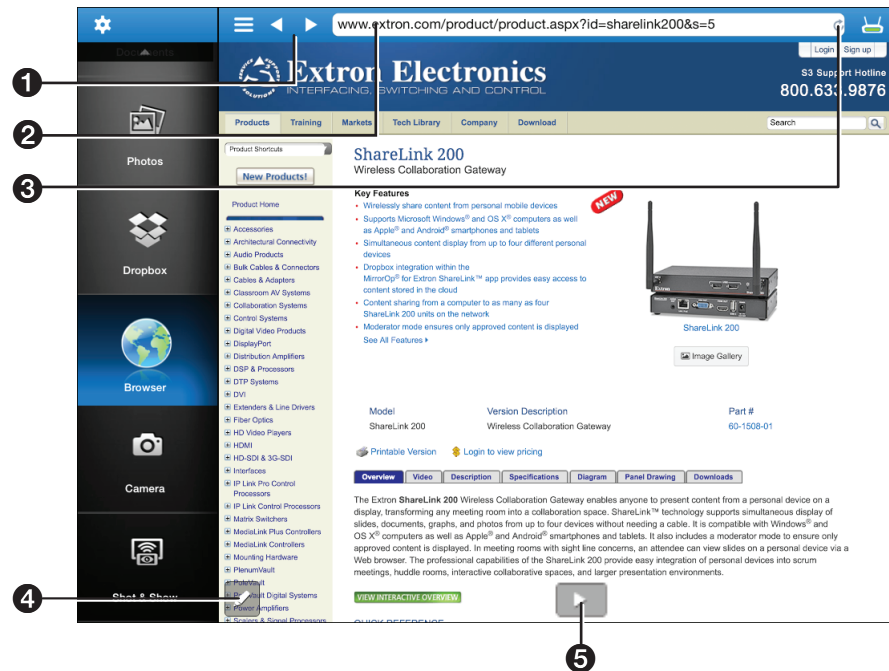 www.extron.com/product/product.aspx?id=sharelink200&s=5
Documents
Photos
Dropbox
Browser
Camera
Shot & Show
1
2
3
4
5
Login Sign up
SERVICE SUPPORT SOLUTIONS
Extron Electronics
INTERFACING, SWITCHING AND CONTROL
S3 Support Hotline
800.633.9876
Products Training Markets Tech Library Company Download
Search
Product Shortcuts
New Products!
Product Home
Accessories
Architectural Connectivity
Audio Products
Bulk Cables & Connectors
Cables & Adapters
Classroom AV Systems
Collaboration Systems
Control Systems
Digital Video Products
DisplayPort
Distribution Amplifiers
DSP & Processors
DTP Systems
DVI
Extenders & Line Drivers
Fiber Optics
HD Video Players
HDMI
HD-SDI & 3G-SDI
Interfaces
IP Link Pro Control
Processors
IP Link Control Processors
Matrix Switchers
MediaLink Plus Controllers
MediaLink Controllers
Mounting Hardware
PlenumVault
PoleVault
PoleVault Digital Systems
Power Amplifiers
Scalers & Signal Processors
ShareLink 200
Wireless Collaboration Gateway
Key Features
• Wirelessly share content from personal mobile devices
• Supports Microsoft Windows® and OS X® computers as well
as Apple® and Android® smartphones and tablets
• Simultaneous content display from up to four different personal
devices
• Dropbox integration within the
MirrorOp® for Extron ShareLink™ app provides easy access to
content stored in the cloud
• Content sharing from a computer to as many as four
ShareLink 200 units on the network
• Moderator mode ensures only approved content is displayed
See All Features
NEW
Extron
ShareLink 200
Image Gallery
Model Version Description Part #
ShareLink 200 Wireless Collaboration Gateway 60-1508-01
Printable Version $ Login to view pricing
Overview Video Description Specifications Diagram Panel Drawing Downloads
The Extron ShareLink 200 Wireless Collaboration Gateway enables anyone to present content from a personal device on a
display, transforming any meeting room into a collaboration space. ShareLink™ technology supports simultaneous display of
slides, documents, graphs, and photos from up to four devices without needing a cable. It is compatible with Windows® and
OS X® computers as well as Apple® and Android® smartphones and tablets. It also includes a moderator mode to ensure only
approved content is displayed. In meeting rooms with sight line concerns, an attendee can view slides on a personal device via a
Web browser. The professional capabilities of the ShareLink 200 provide easy integration of personal devices into scrum
meetings, huddle rooms, interactive collaborative spaces, and larger presentation environments.
VIEW INTERACTIVE OVERVIEW
QUICK REFERENCE